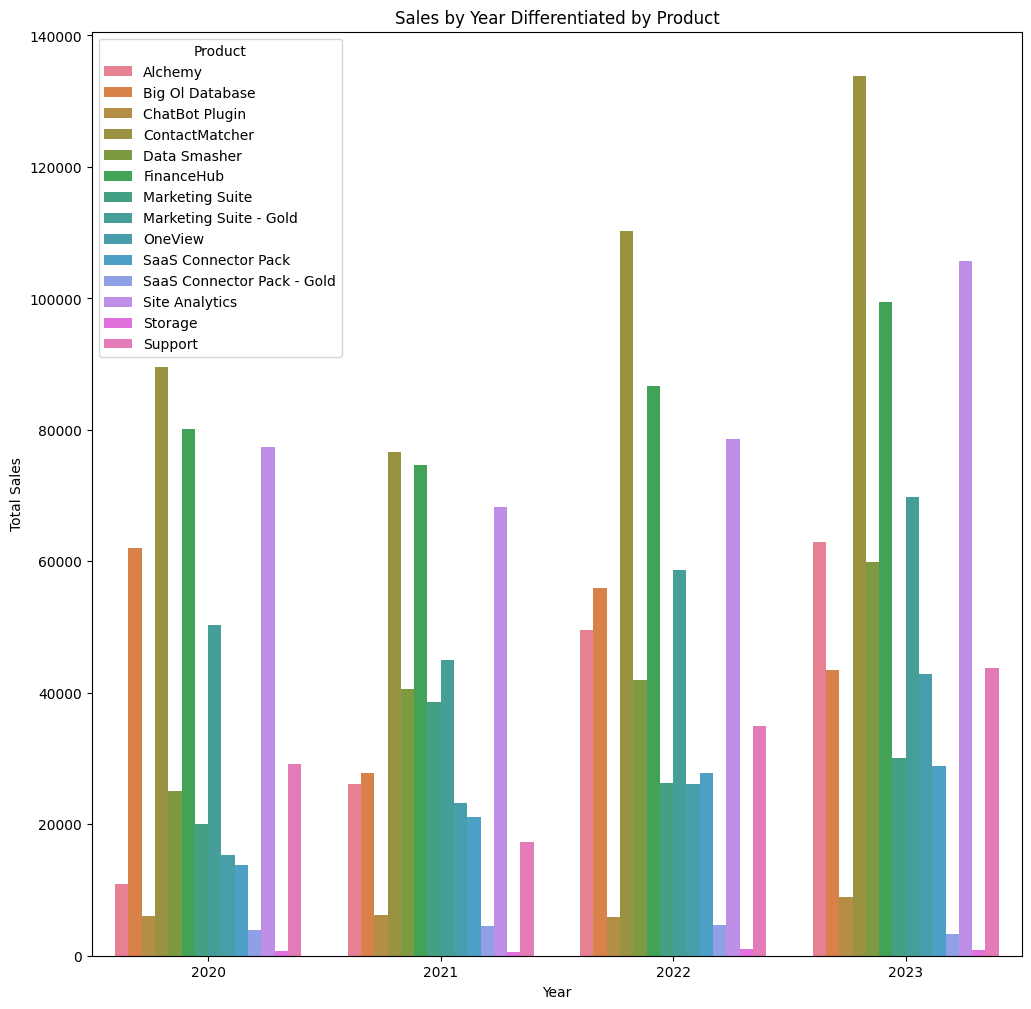 Sales by Year Differentiated by Product
140000
120000
100000
80000
60000
40000
20000
0
Total Sales
Product
Alchemy
Big Ol Database
ChatBot Plugin
ContactMatcher
Data Smasher
FinanceHub
Marketing Suite
Marketing Suite - Gold
OneView
SaaS Connector Pack
SaaS Connector Pack - Gold
Site Analytics
Storage
Support
2020 2021 2022 2023
Year